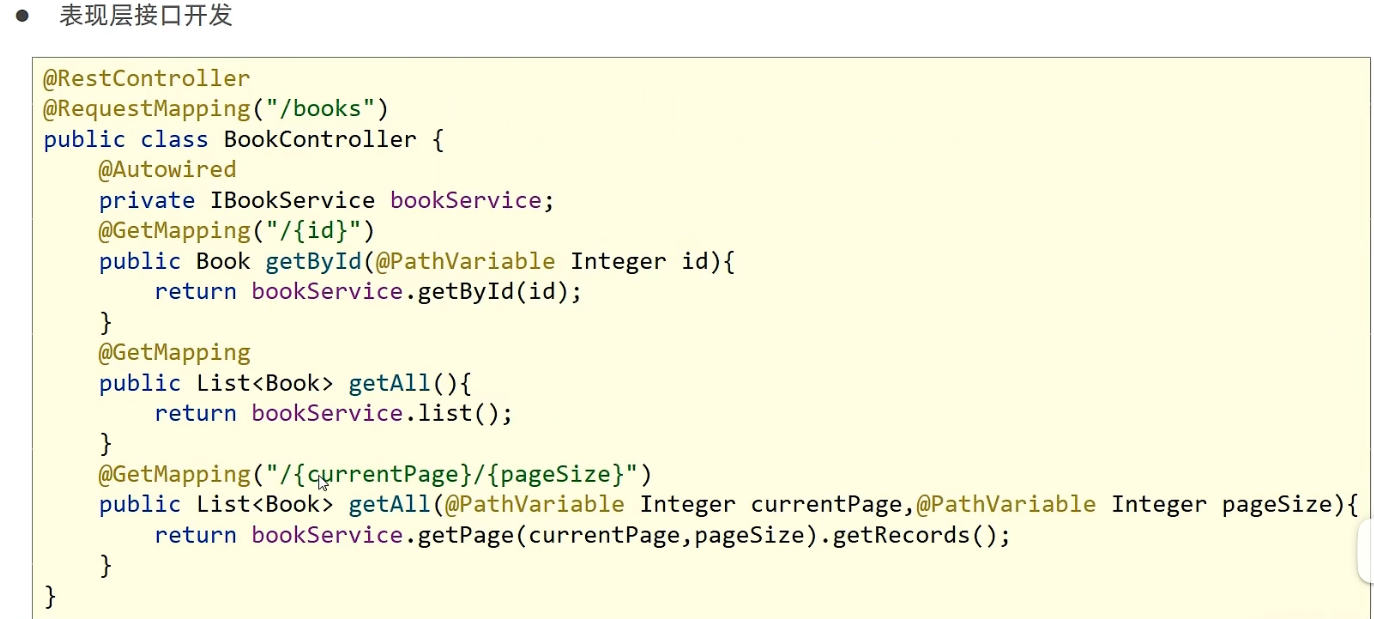 ● 表现层接口开发
@RestController
@RequestMapping("/books")
public class BookController {
    @Autowired
    private IBookService bookService;
    @GetMapping("/{id}")
    public Book getById(@PathVariable Integer id){
        return bookService.getById(id);
    }
    @GetMapping
    public List<Book> getAll(){
        return bookService.list();
    }
    @GetMapping("/{currentPage}/{pageSize}")
    public List<Book> getAll(@PathVariable Integer currentPage,@PathVariable Integer pageSize){
        return bookService.getPage(currentPage,pageSize).getRecords();
    }
}